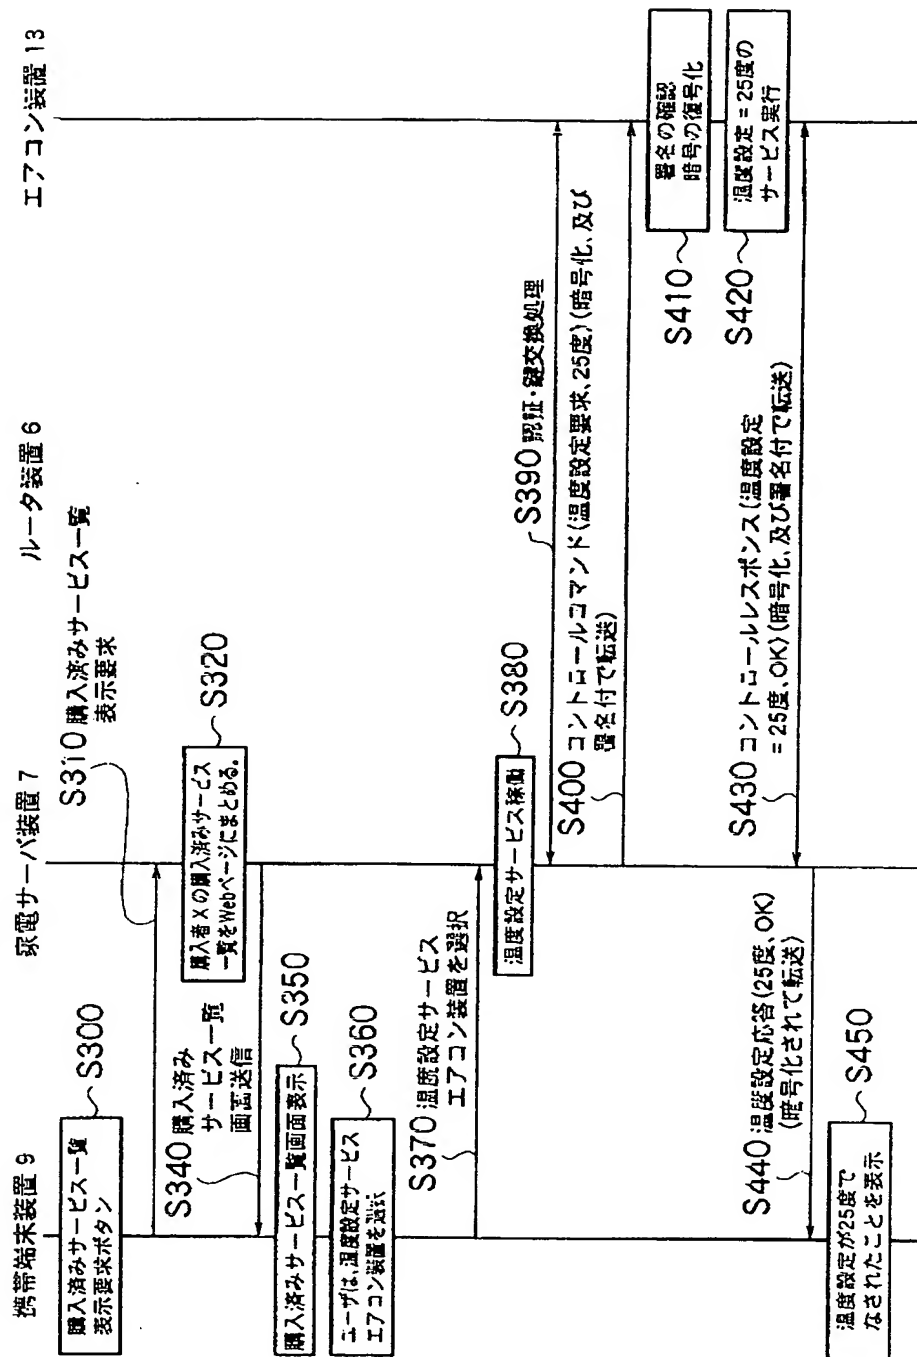 携帯端末装置 9
家電サーバ装置 7
ルータ装置 6
エアコン装置 13
購入済みサービス一覧
表示要求ボタン
S300
S310 購入済みサービス一覧
表示要求
購入者Xの購入済みサービス
一覧をWebページにまとめる。
S320
S340 購入済み
サービス一覧
画面送信
購入済みサービス一覧画面表示
S350
ユーザは、温度設定サービス
エアコン装置を選択
S360
S370 温度設定サービス
エアコン装置を選択
温度設定サービス稼働
S380
S390 認証・鍵交換処理
S400 コントロールコマンド(温度設定要求、25度)(暗号化、及び
署名付で転送)
署名の確認
暗号の復号化
S410
温度設定=25度の
サービス実行
S420
S430 コントロールレスポンス(温度設定
=25度、OK)(暗号化、及び署名付で転送)
S440 温度設定応答(25度、OK)
(暗号化されて転送)
温度設定が25度で
なされたことを表示
S450